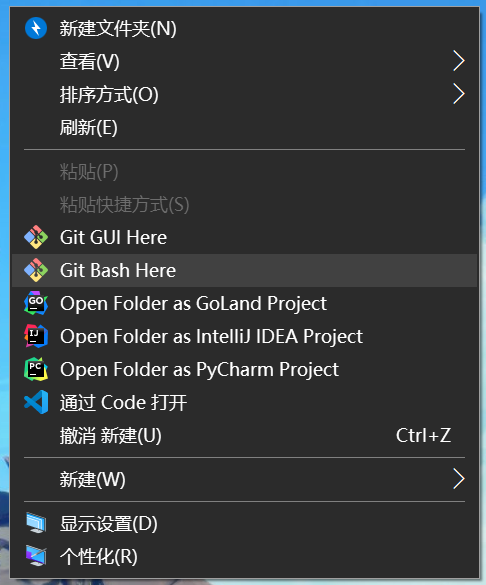 新建文件夹(N)
查看(V)
排序方式(O)
刷新(E)
粘贴(P)
粘贴快捷方式(S)
Git GUI Here
Git Bash Here
GO Open Folder as GoLand Project
IJ Open Folder as IntelliJ IDEA Project
PC Open Folder as PyCharm Project
通过 Code 打开
撤消 新建(U) Ctrl+Z
新建(W)
显示设置(D)
个性化(R)